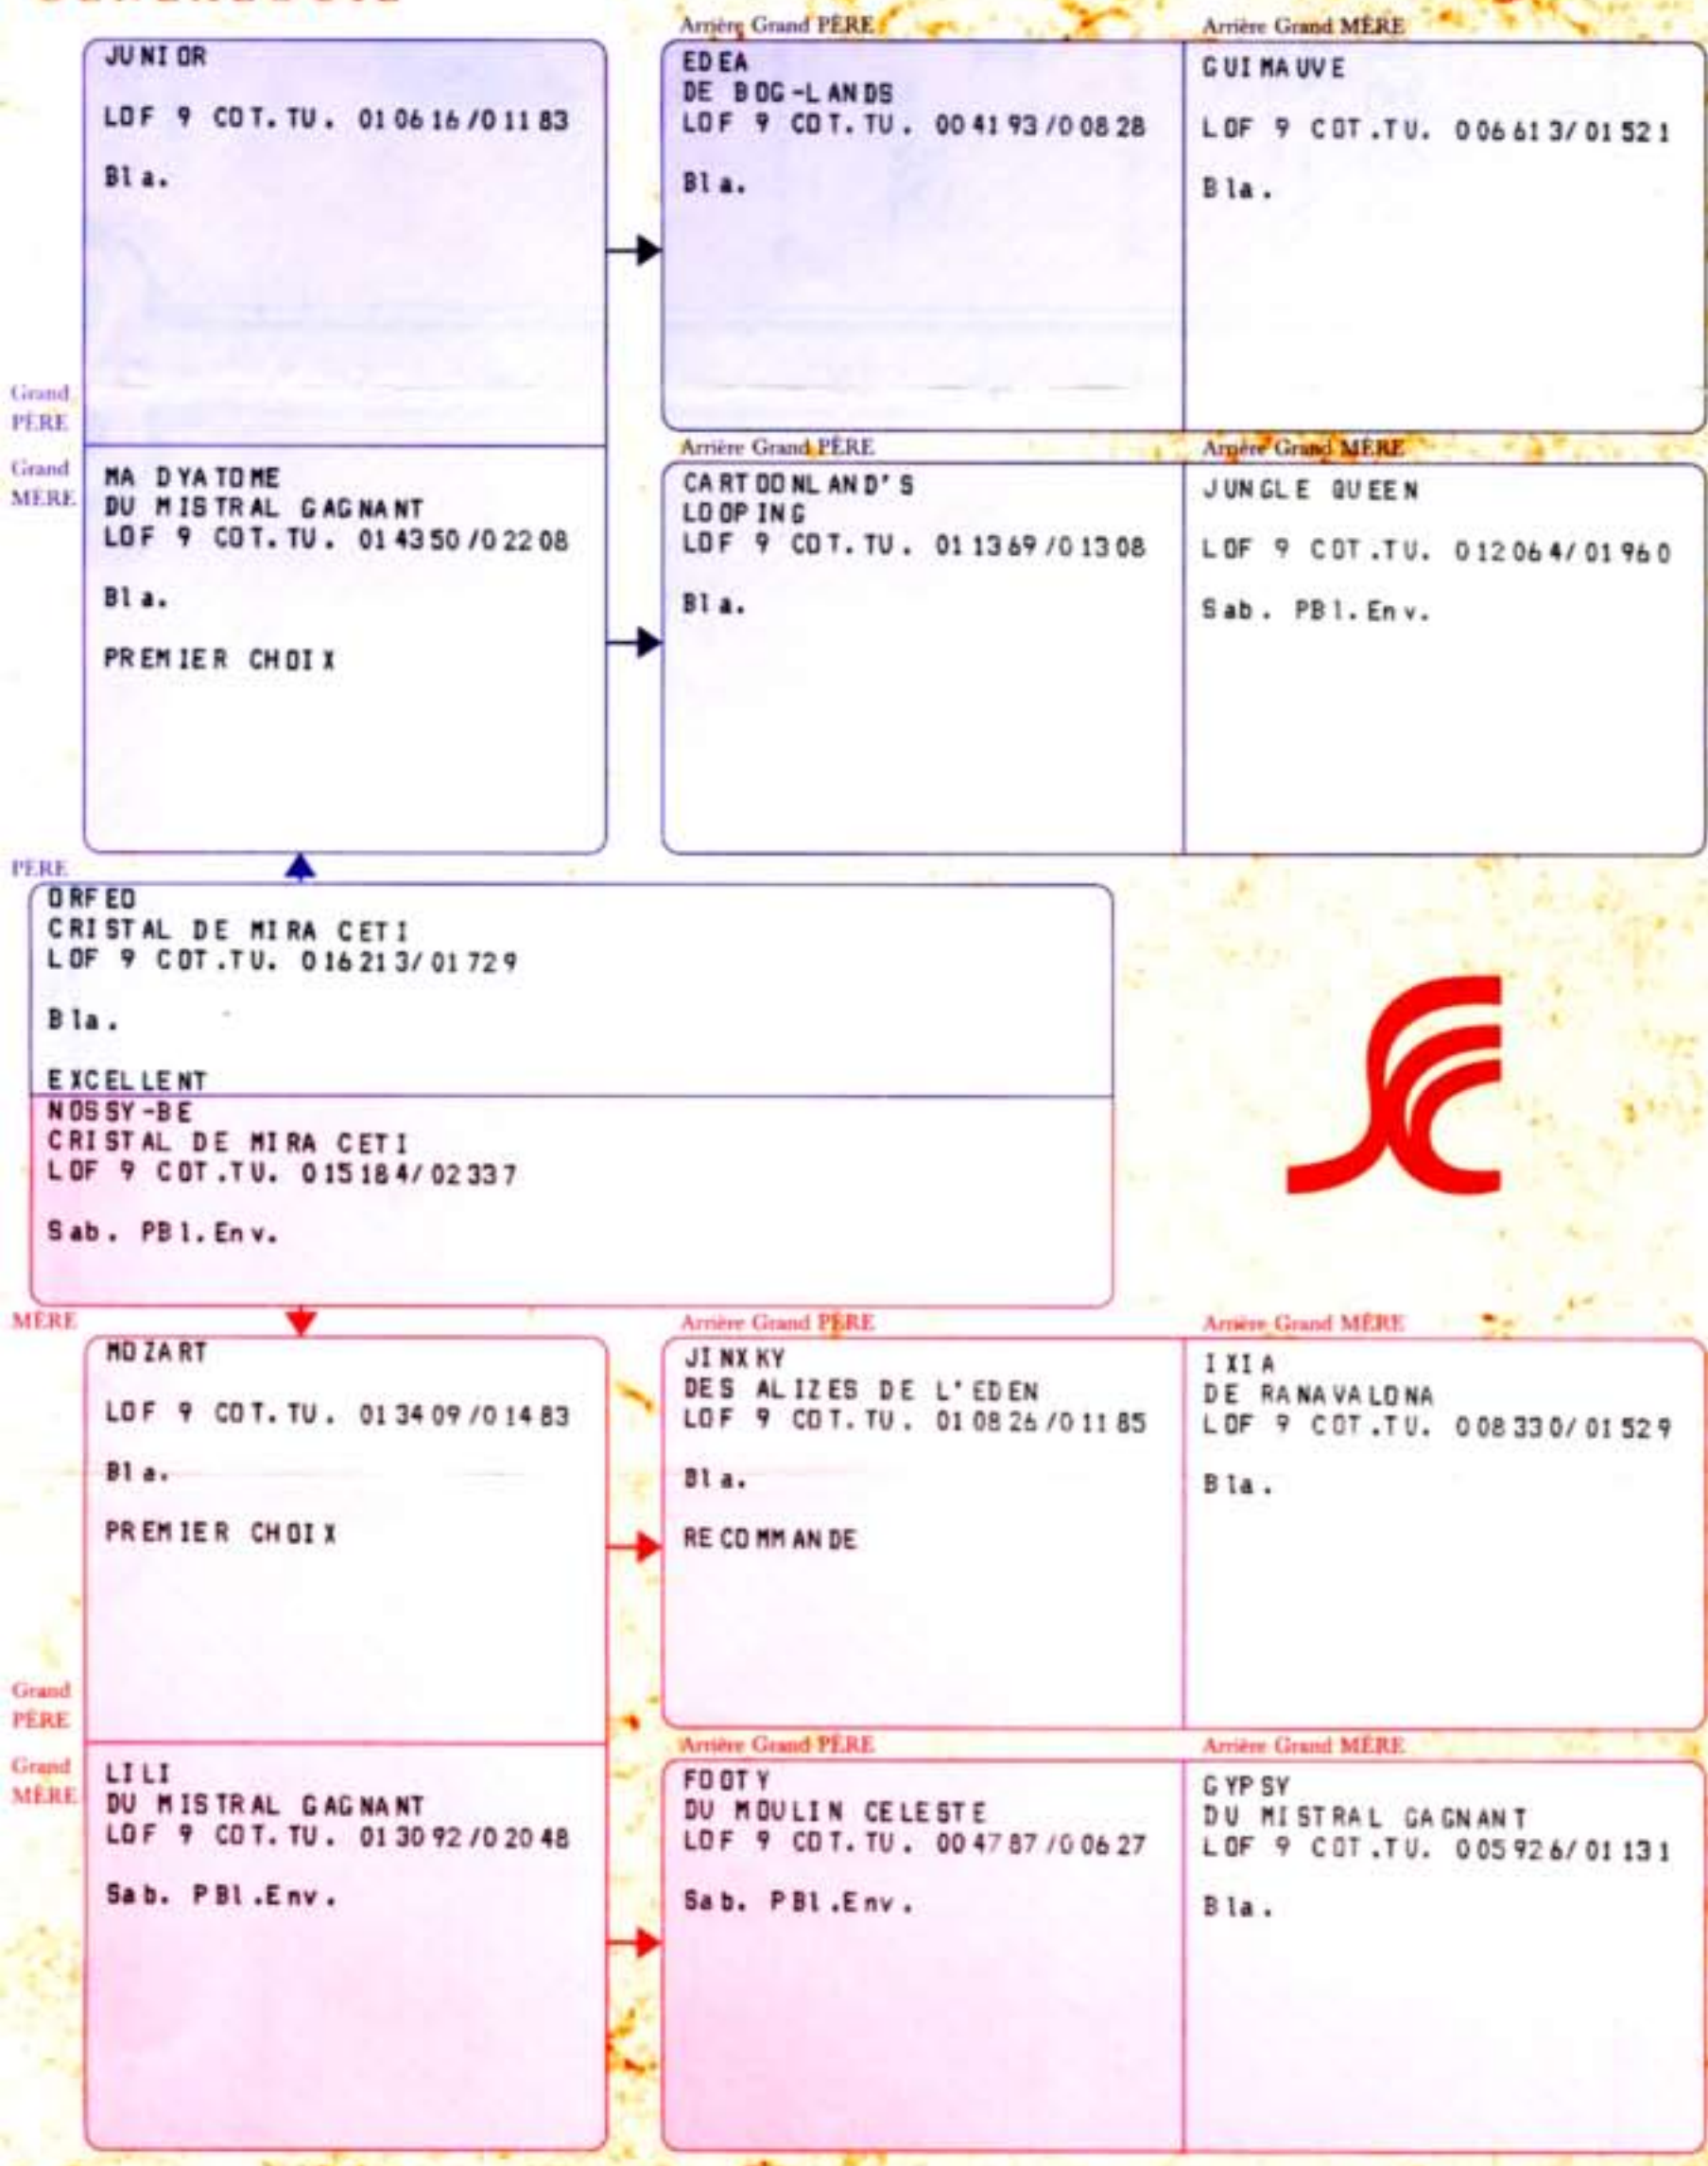 JUNIOR
LOF 9 COT.TU. 010616/01183
Bla.
Grand
PÈRE
Arrière Grand PÈRE
EDEA
DE BOG-LANDS
LOF 9 COT.TU. 004193/00828
Bla.
Arrière Grand MÈRE
GUIMAUVE
LOF 9 COT.TU. 006613/01521
Bla.
Grand
MÈRE
MA DYATOME
DU MISTRAL GAGNANT
LOF 9 COT.TU. 014350/02208
Bla.
PREMIER CHOIX
Arrière Grand PÈRE
CARTOONLAND'S
LOOPING
LOF 9 COT.TU. 011369/01308
Bla.
Arrière Grand MÈRE
JUNGLE QUEEN
LOF 9 COT.TU. 012064/01960
Sab. PBl.Env.
PÈRE
ORFEO
CRISTAL DE MIRA CETI
LOF 9 COT.TU. 016213/01729
Bla.
EXCELLENT
NOSSY-BE
CRISTAL DE MIRA CETI
LOF 9 COT.TU. 015184/02337
Sab. PBl.Env.
MÈRE
MOZART
LOF 9 COT.TU. 013409/01483
Bla.
PREMIER CHOIX
Grand
PÈRE
Arrière Grand PÈRE
JINXKY
DES ALIZES DE L'EDEN
LOF 9 COT.TU. 010826/01185
Bla.
RECOMMANDE
Arrière Grand MÈRE
IXIA
DE RANAVALONA
LOF 9 COT.TU. 008330/01529
Bla.
Grand
MÈRE
LILI
DU MISTRAL GAGNANT
LOF 9 COT.TU. 013092/02048
Sab. PBl.Env.
Arrière Grand PÈRE
FOOTY
DU MOULIN CELESTE
LOF 9 COT.TU. 004787/00627
Sab. PBl.Env.
Arrière Grand MÈRE
GYPSY
DU MISTRAL GAGNANT
LOF 9 COT.TU. 005926/01131
Bla.